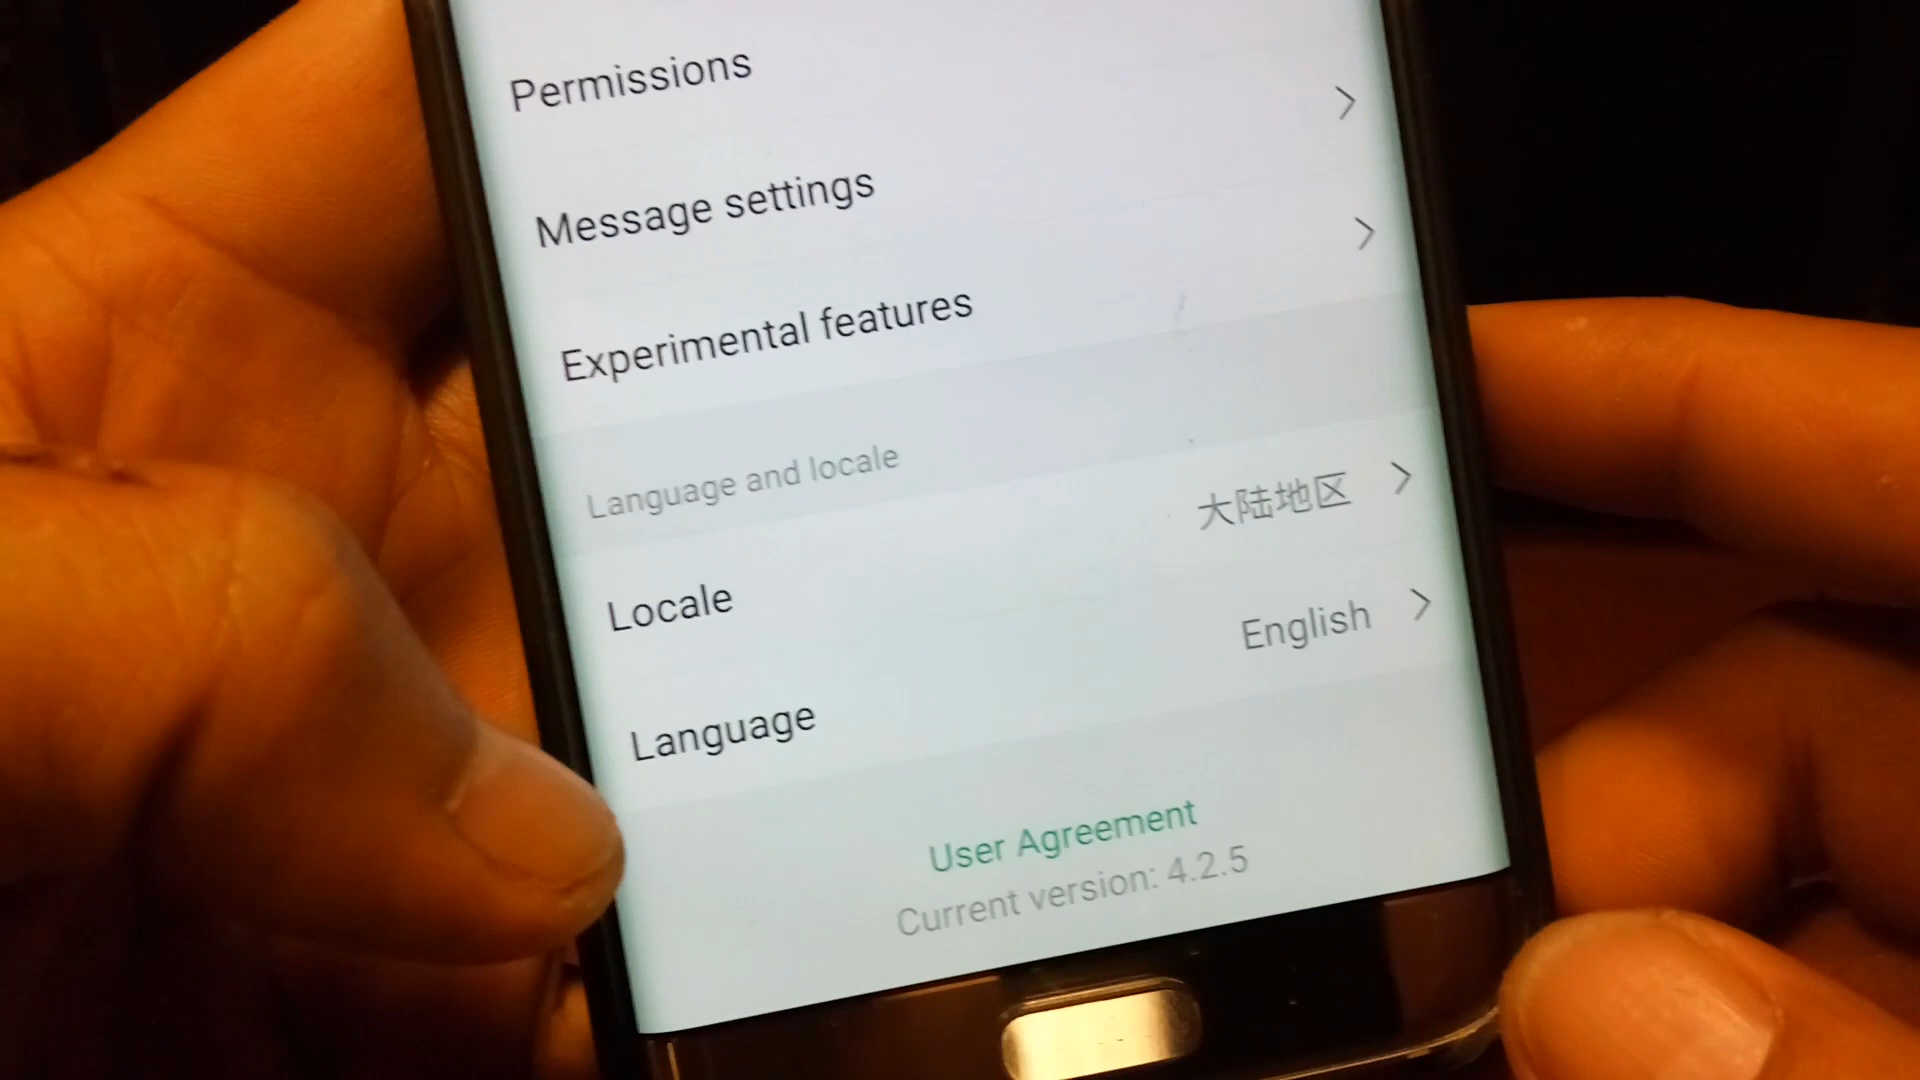 Permissions
Message settings
Experimental features
Language and locale
Locale 大陆地区
Language English
User Agreement
Current version: 4.2.5